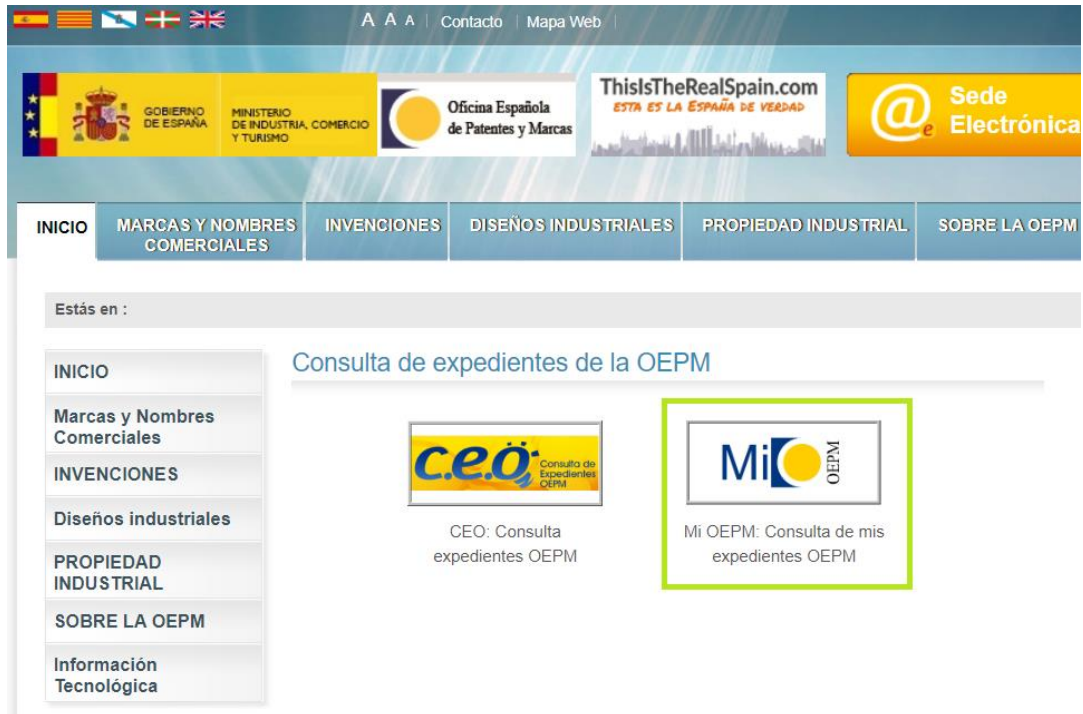 A A A | Contacto | Mapa Web |
GOBIERNO
DE ESPAÑA
MINISTERIO
DE INDUSTRIA, COMERCIO
Y TURISMO
Oficina Española
de Patentes y Marcas
ThisIsTheRealSpain.com
ESTA ES LA ESPAÑA DE VERDAD
@e
Sede
Electrónica
INICIO
MARCAS Y NOMBRES
COMERCIALES
INVENCIONES
DISEÑOS INDUSTRIALES
PROPIEDAD INDUSTRIAL
SOBRE LA OEPM
Estás en :
INICIO
Marcas y Nombres
Comerciales
INVENCIONES
Diseños industriales
PROPIEDAD
INDUSTRIAL
SOBRE LA OEPM
Información
Tecnológica
Consulta de expedientes de la OEPM
c.e.o.
Consulta de
Expedientes
OEPM
CEO: Consulta
expedientes OEPM
Mi
OEPM
Mi OEPM: Consulta de mis
expedientes OEPM